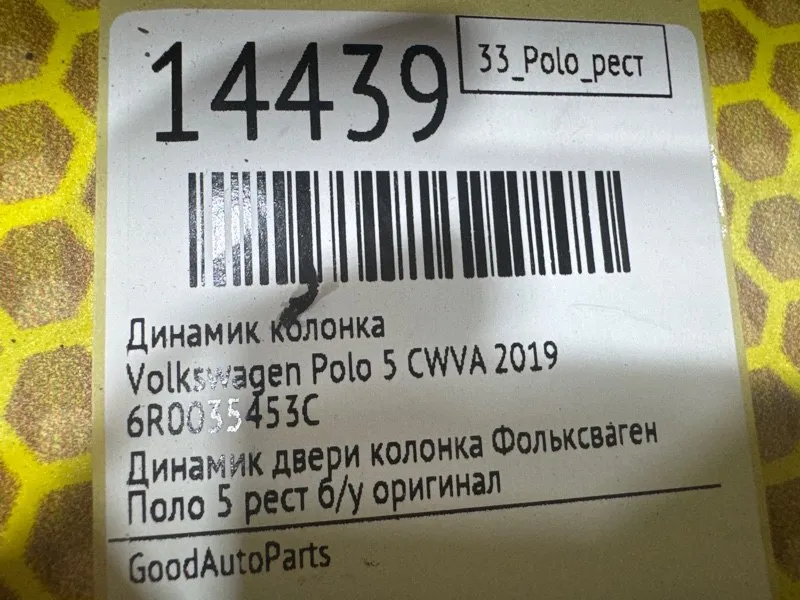 14439
33_Polo_рест
Динамик колонка
Volkswagen Polo 5 CWVA 2019
6R0035453C
Динамик двери колонка Фольксваген
Поло 5 рест б/у оригинал
GoodAutoParts